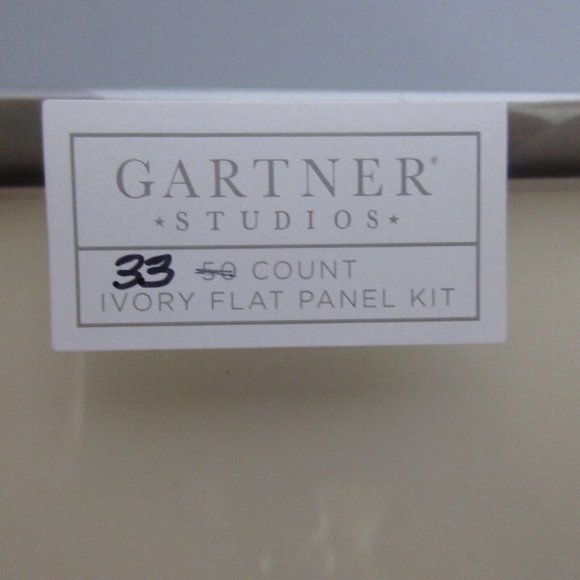 GARTNER®
★STUDIOS★
33 50 COUNT
IVORY FLAT PANEL KIT